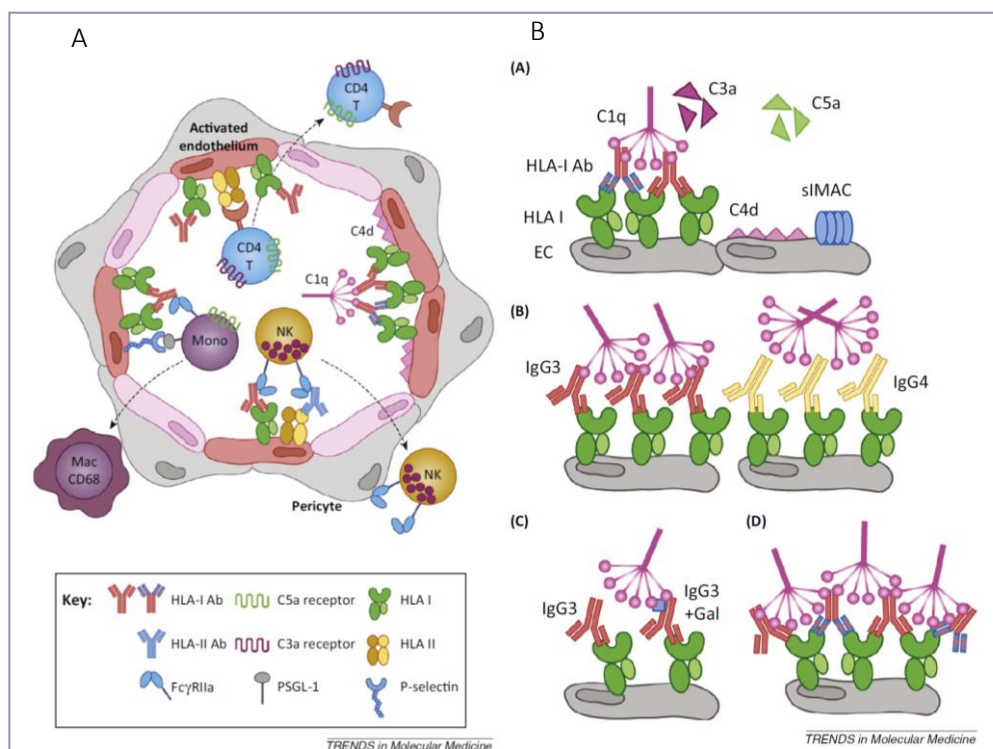 A
CD4
T
Activated
endothelium
C4d
CD4
T
C1q
Mono
NK
Mac
CD68
NK
Pericyte
Key:
HLA-I Ab
C5a receptor
HLA I
HLA-II Ab
C3a receptor
HLA II
FcγRIIa
PSGL-1
P-selectin
TRENDS in Molecular Medicine
B
(A)
C3a
C5a
C1q
HLA-I Ab
sIMAC
HLA I
C4d
EC
(B)
IgG3
IgG4
(C)
(D)
IgG3
IgG3
+Gal
TRENDS in Molecular Medicine